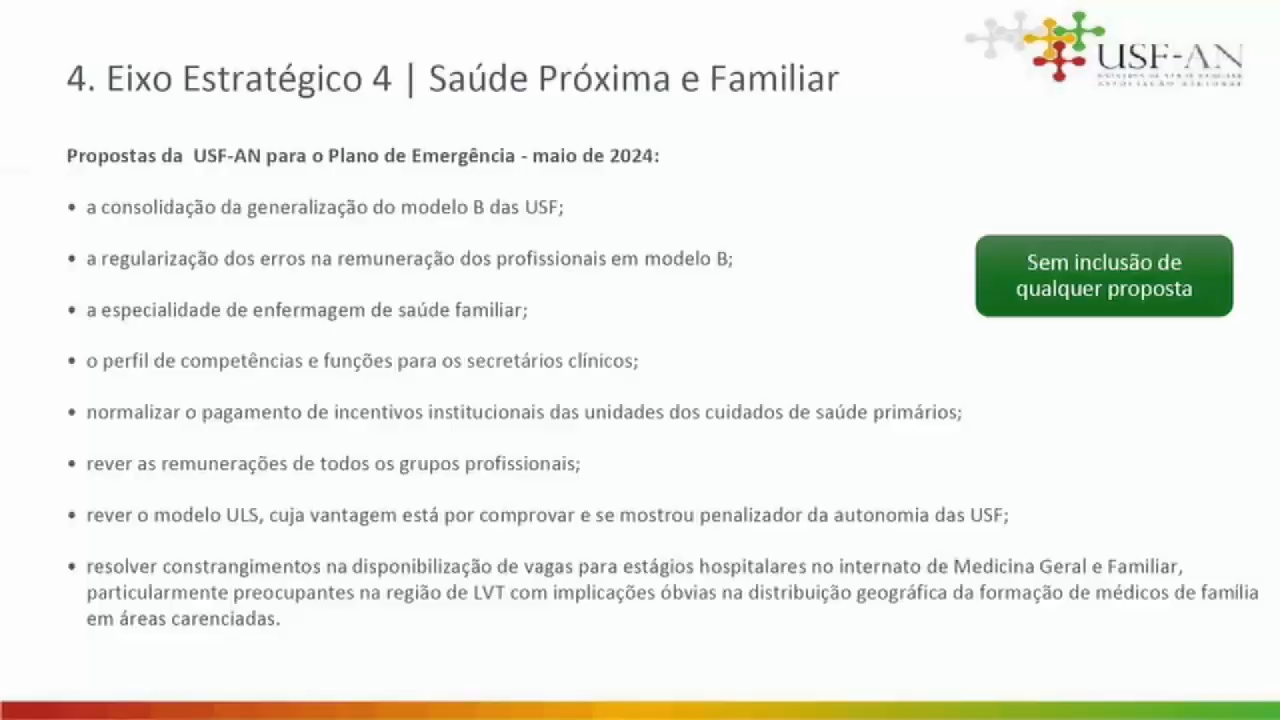 4. Eixo Estratégico 4 | Saúde Próxima e Familiar
USF-AN
Propostas da USF-AN para o Plano de Emergência - maio de 2024:
• a consolidação da generalização do modelo B das USF;
• a regularização dos erros na remuneração dos profissionais em modelo B;
Sem inclusão de
qualquer proposta
• a especialidade de enfermagem de saúde familiar;
• o perfil de competências e funções para os secretários clínicos;
• normalizar o pagamento de incentivos institucionais das unidades dos cuidados de saúde primários;
• rever as remunerações de todos os grupos profissionais;
• rever o modelo ULS, cuja vantagem está por comprovar e se mostrou penalizador da autonomia das USF;
• resolver constrangimentos na disponibilização de vagas para estágios hospitalares no internato de Medicina Geral e Familiar,
particularmente preocupantes na região de LVT com implicações óbvias na distribuição geográfica da formação de médicos de família
em áreas carenciadas.